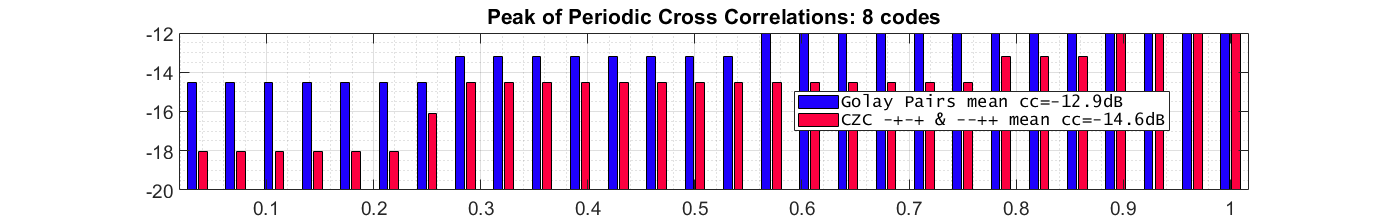 Peak of Periodic Cross Correlations: 8 codes
-12
-14
-16
-18
-20
Golay Pairs mean cc=-12.9dB
CZC -+-+ & --++ mean cc=-14.6dB
0.1 0.2 0.3 0.4 0.5 0.6 0.7 0.8 0.9 1